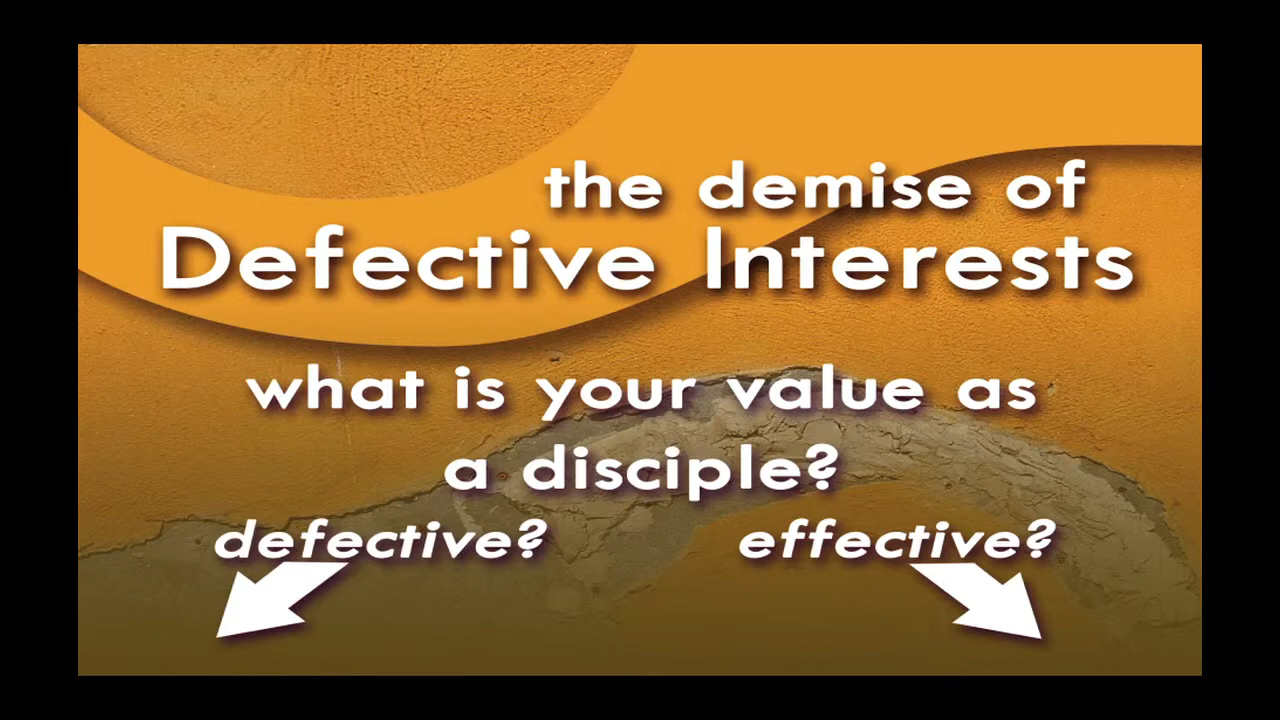 the demise of
Defective Interests
what is your value as
a disciple?
defective? effective?